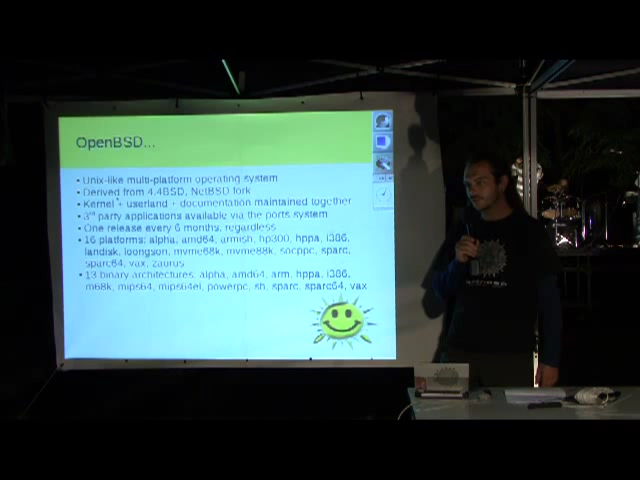 OpenBSD...
• Unix-like multi-platform operating system
• Derived from 4.4BSD, NetBSD fork
• Kernel + userland + documentation maintained together
• 3rd party applications available via the ports system
• One release every 6 months, regardless
• 16 platforms: alpha, amd64, armish, hp300, hppa, i386,
landisk, loongson, mvme68k, mvme88k, socppc, sparc,
sparc64, vax, zaurus
• 13 binary architectures: alpha, amd64, arm, hppa, i386,
m68k, mips64, mips64el, powerpc, sh, sparc, sparc64, vax